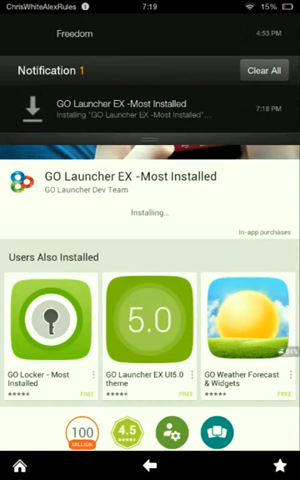 ChrisWhiteAlexRules 1 7:19 15%
Freedom 4:53 PM
Notification 1 Clear All
GO Launcher EX -Most Installed 7:18 PM
Installing "GO Launcher EX -Most Installed"...
GO Launcher EX -Most Installed
GO Launcher Dev Team
Installing...
In-app purchases
Users Also Installed
5.0
84%
GO Locker - Most Installed
FREE
GO Launcher EX UI5.0 theme
FREE
GO Weather Forecast & Widgets
FREE
100 MILLION
4.5